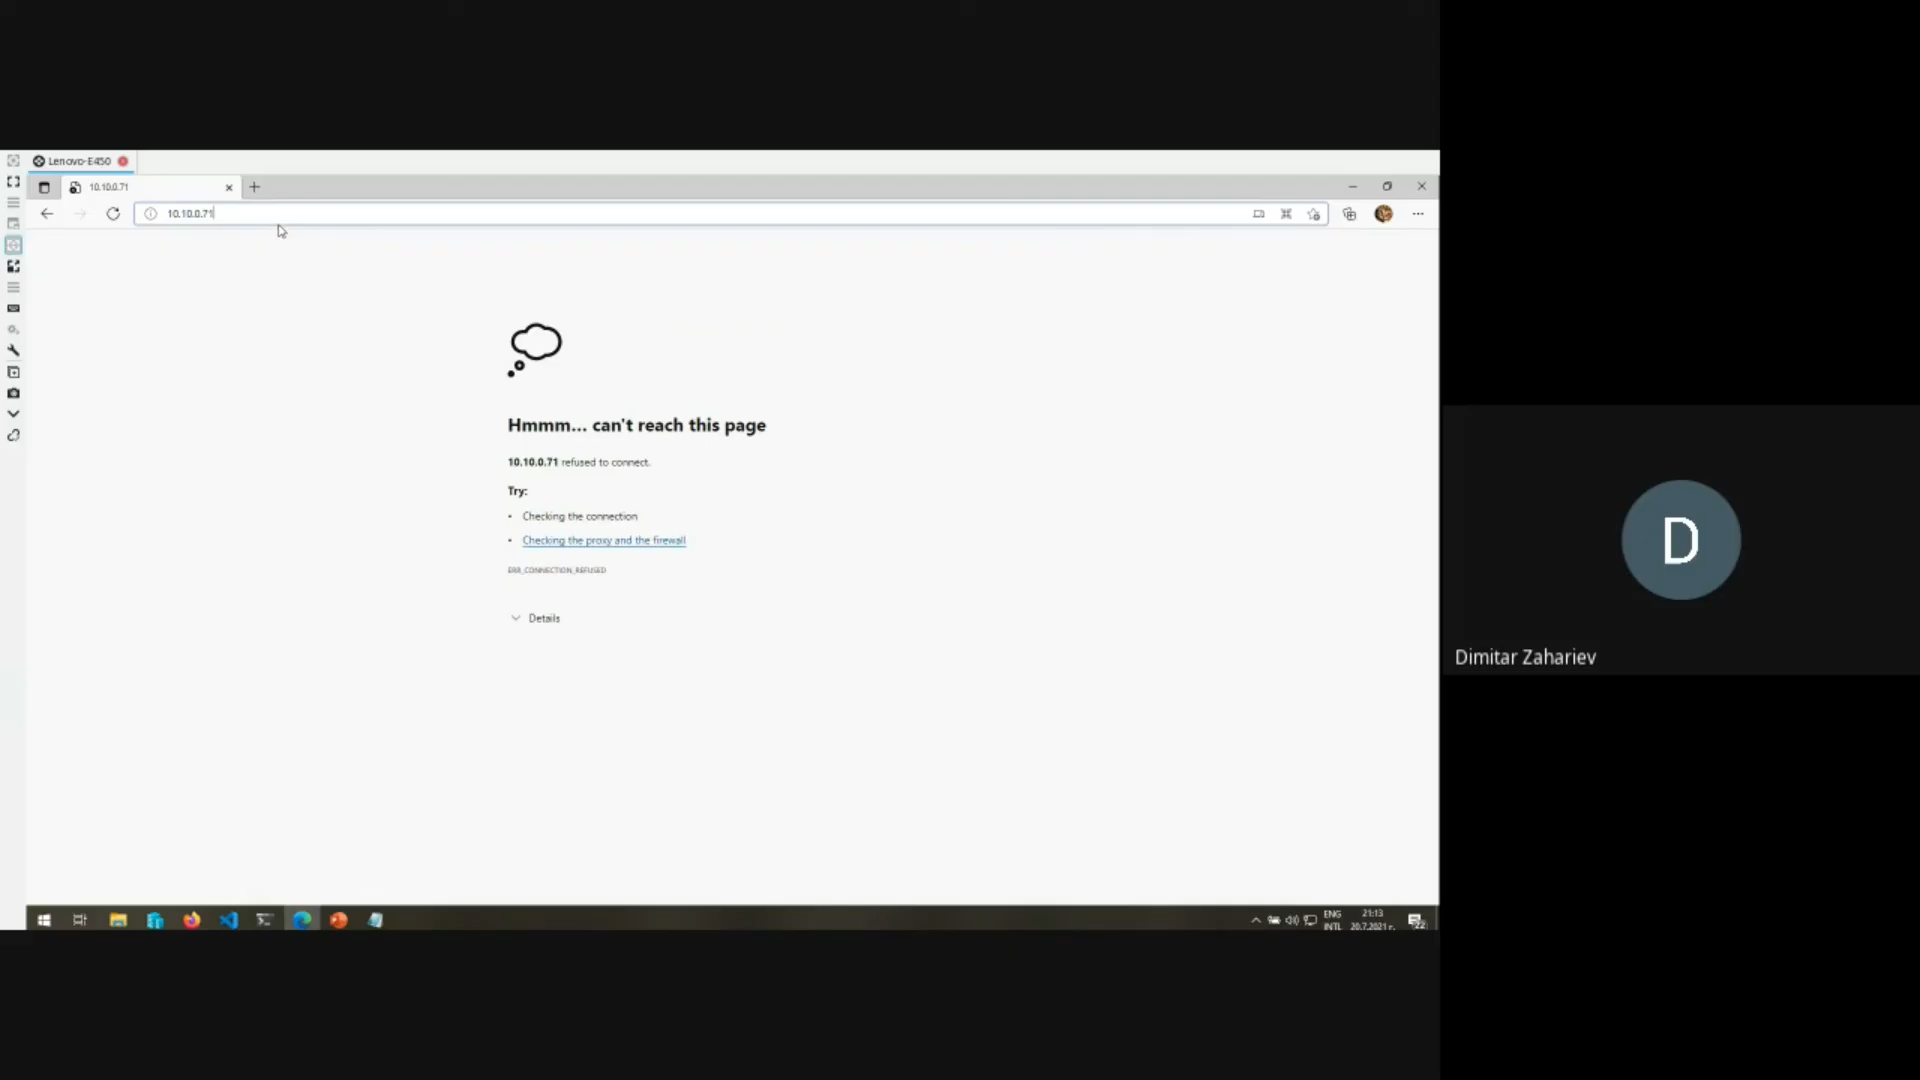 Lenovo-E450
10.10.0.71
10.10.0.71
Hmmm... can't reach this page
10.10.0.71 refused to connect.
Try:
• Checking the connection
• Checking the proxy and the firewall
ERR_CONNECTION_REFUSED
Details
ENG
INTL
21:13
20.7.2021 г.
22
D
Dimitar Zahariev